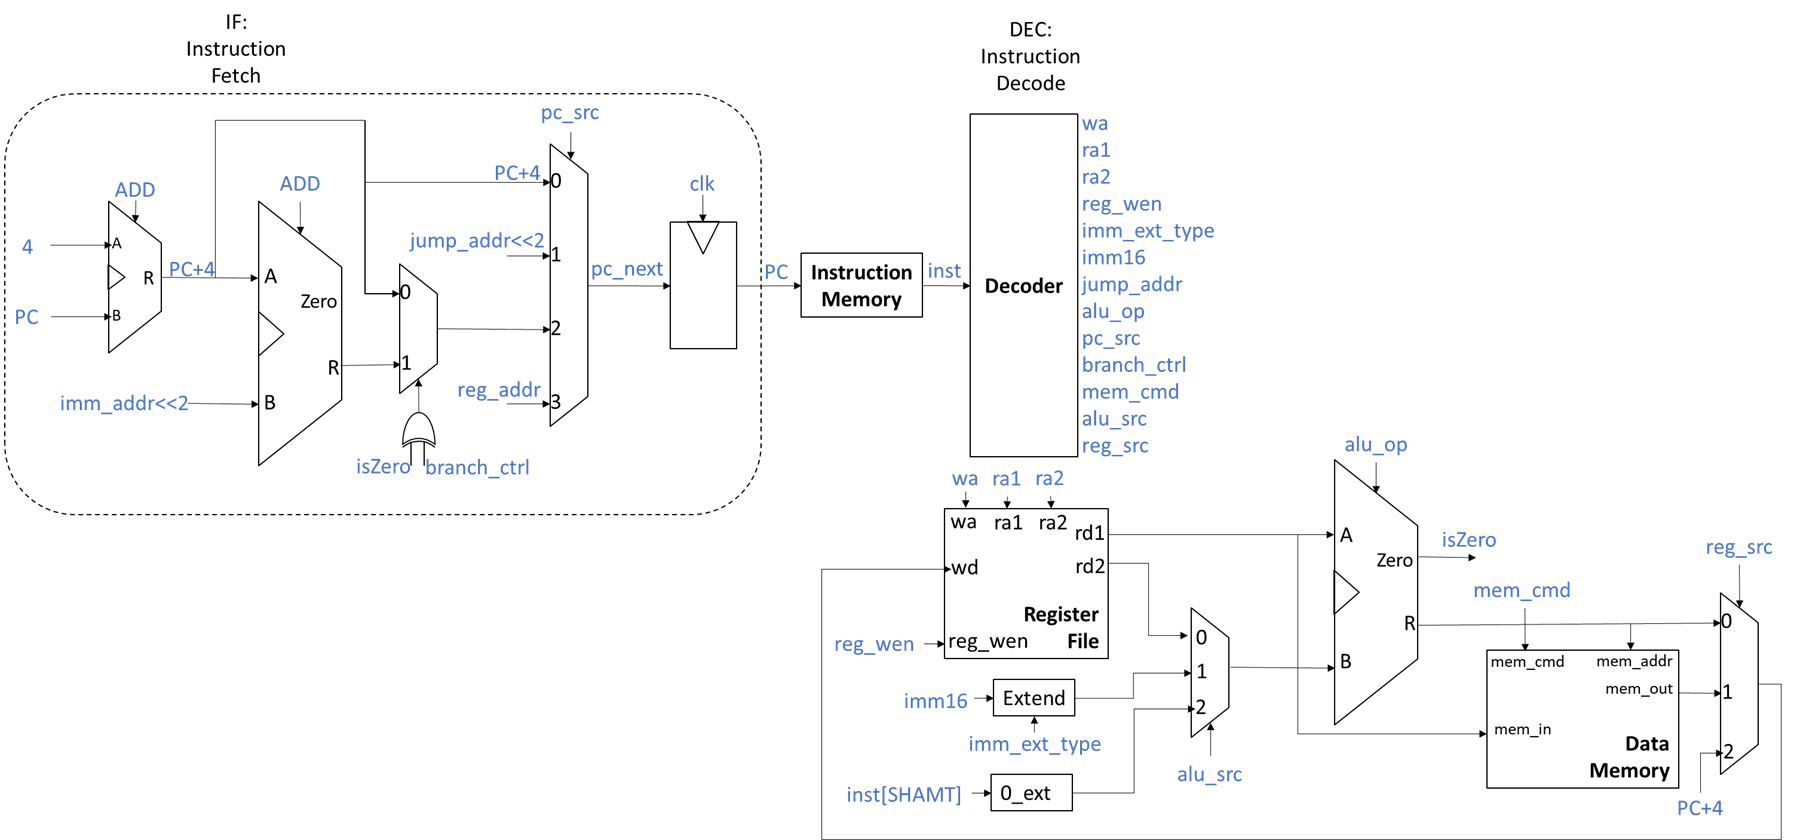 IF:
Instruction
Fetch
DEC:
Instruction
Decode
pc_src
ADD
ADD
PC+4
0
clk
4
A
R
PC+4
A
Zero
jump_addr<<2
1
pc_next
PC
Instruction
Memory
inst
Decoder
wa
ra1
ra2
reg_wen
imm_ext_type
imm16
jump_addr
alu_op
pc_src
branch_ctrl
mem_cmd
alu_src
reg_src
PC
B
0
2
R
1
imm_addr<<2
B
reg_addr
3
isZero
branch_ctrl
wa
ra1
ra2
wa
ra1
ra2
rd1
wd
rd2
Register
File
reg_wen
reg_wen
0
1
2
imm16
Extend
imm_ext_type
alu_src
inst[SHAMT]
0_ext
alu_op
A
Zero
isZero
R
B
mem_cmd
reg_src
mem_cmd
mem_addr
mem_out
mem_in
Data
Memory
0
1
2
PC+4